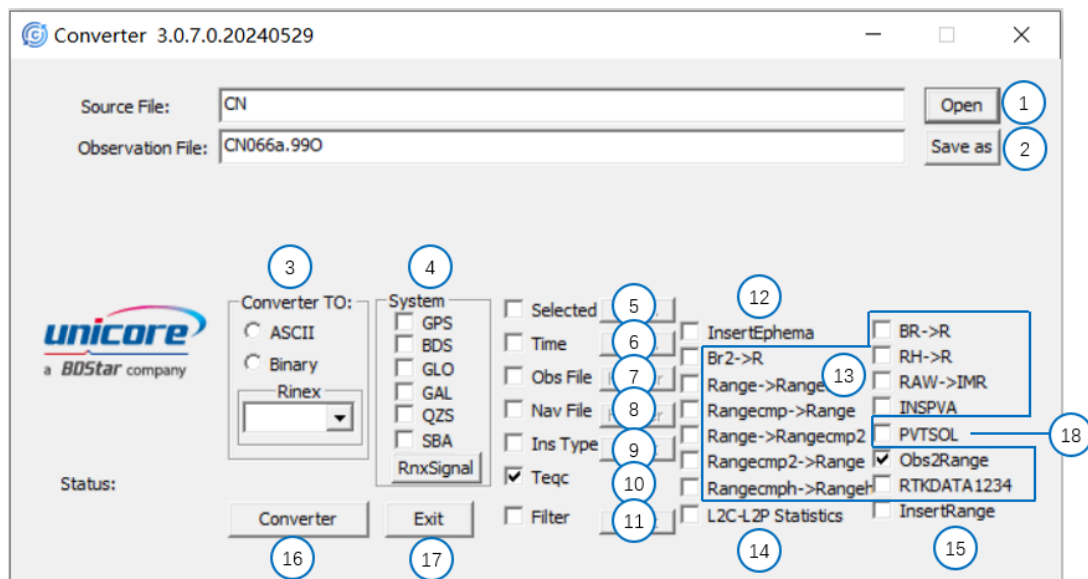 Converter 3.0.7.0.20240529
Source File: CN Open 1
Observation File: CN066a.99O Save as 2
3 4
12
Converter TO: System Selected 5
ASCII GPS InsertEphema BR->R
BDS Time 6 Br2->R RH->R
Binary GLO Obs File 7 Range->Range 13 RAW->IMR
Rinex GAL Nav File 8 Rangecmp->Range INSPVA
QZS Range->Rangecmp2 PVTSOL 18
SBA Ins Type 9 Rangecmp2->Range Obs2Range
RnxSignal Teqc 10 Rangecmph->Rangeh RTKDATA1234
unicore
a BDStar company
Status:
Converter Exit Filter 11 L2C-L2P Statistics InsertRange
16 17 14 15